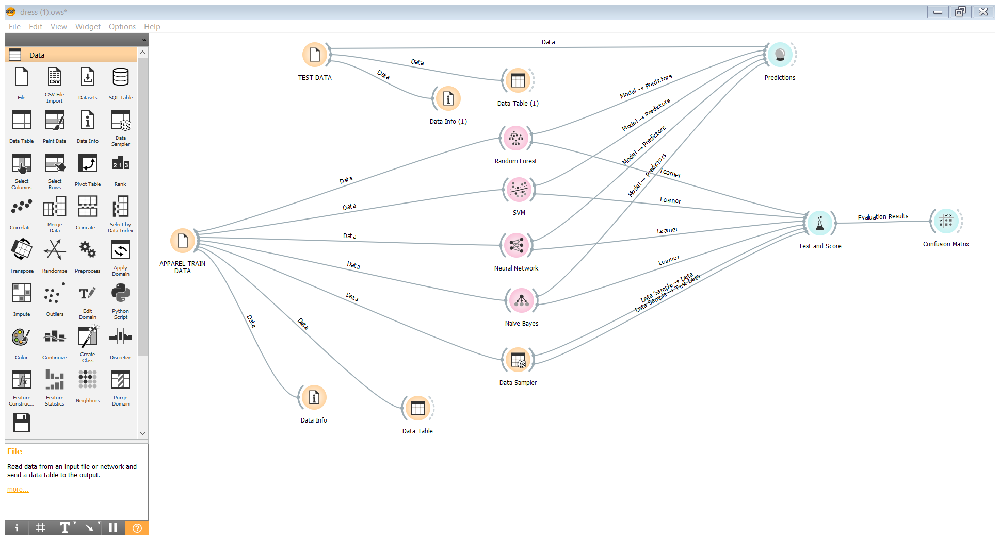 dress (1).ows*
File Edit View Widget Options Help
«
Data
File
CSV
CSV File
Import
Datasets
SQL Table
Data Table
Paint Data
Data Info
Data
Sampler
Select
Columns
Select
Rows
Pivot Table
2 1 3
Rank
Correlati...
Merge
Data
Concate...
Select by
Data Index
Transpose
Randomize
Preprocess
Apply
Domain
Impute
Outliers
Edit
Domain
Python
Script
Color
Continuize
Create
Class
Discretize
Feature
Construc...
Feature
Statistics
Neighbors
Purge
Domain
File
Read data from an input file or network and
send a data table to the output.
more...
TEST DATA
Data
Data
Data
Data Table (1)
Data Info (1)
Predictions
Model → Predictors
Model → Predictors
Model → Predictors
Model → Predictors
Random Forest
SVM
Neural Network
Naive Bayes
Data Sampler
Learner
Learner
Learner
Learner
Data Sample → Data
Data Sample → Test Data
Test and Score
Evaluation Results
Confusion Matrix
APPAREL TRAIN
DATA
Data
Data
Data
Data
Data
Data
Data
Data Info
Data Table